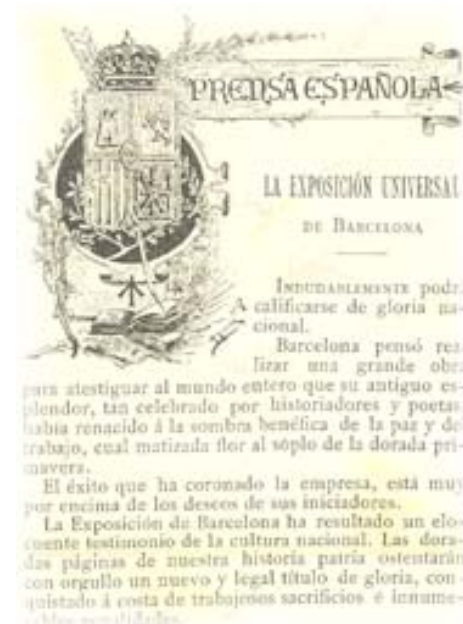 PRENSA ESPAÑOLA
LA EXPOSICIÓN UNIVERSAL
DE BARCELONA
INDUDABLEMENTE podr
calificarse de gloria na-
cional.
Barcelona pensó rea
lizar una grande obra
para atestiguar al mundo entero que su antiguo es-
plendor, tan celebrado por historiadores y poetas
había renacido á la sombra benéfica de la paz y de
trabajo, cual matizada flor al soplo de la dorada pri-
mavera.
El éxito que ha coronado la empresa, está muy
por encima de los deseos de sus iniciadores.
La Exposición de Barcelona ha resultado un elo-
cuente testimonio de la cultura nacional. Las dora-
das páginas de nuestra historia patria ostentarán
con orgullo un nuevo y legal título de gloria, con-
quistado á costa de trabajosos sacrificios é innume-
rables penalidades.